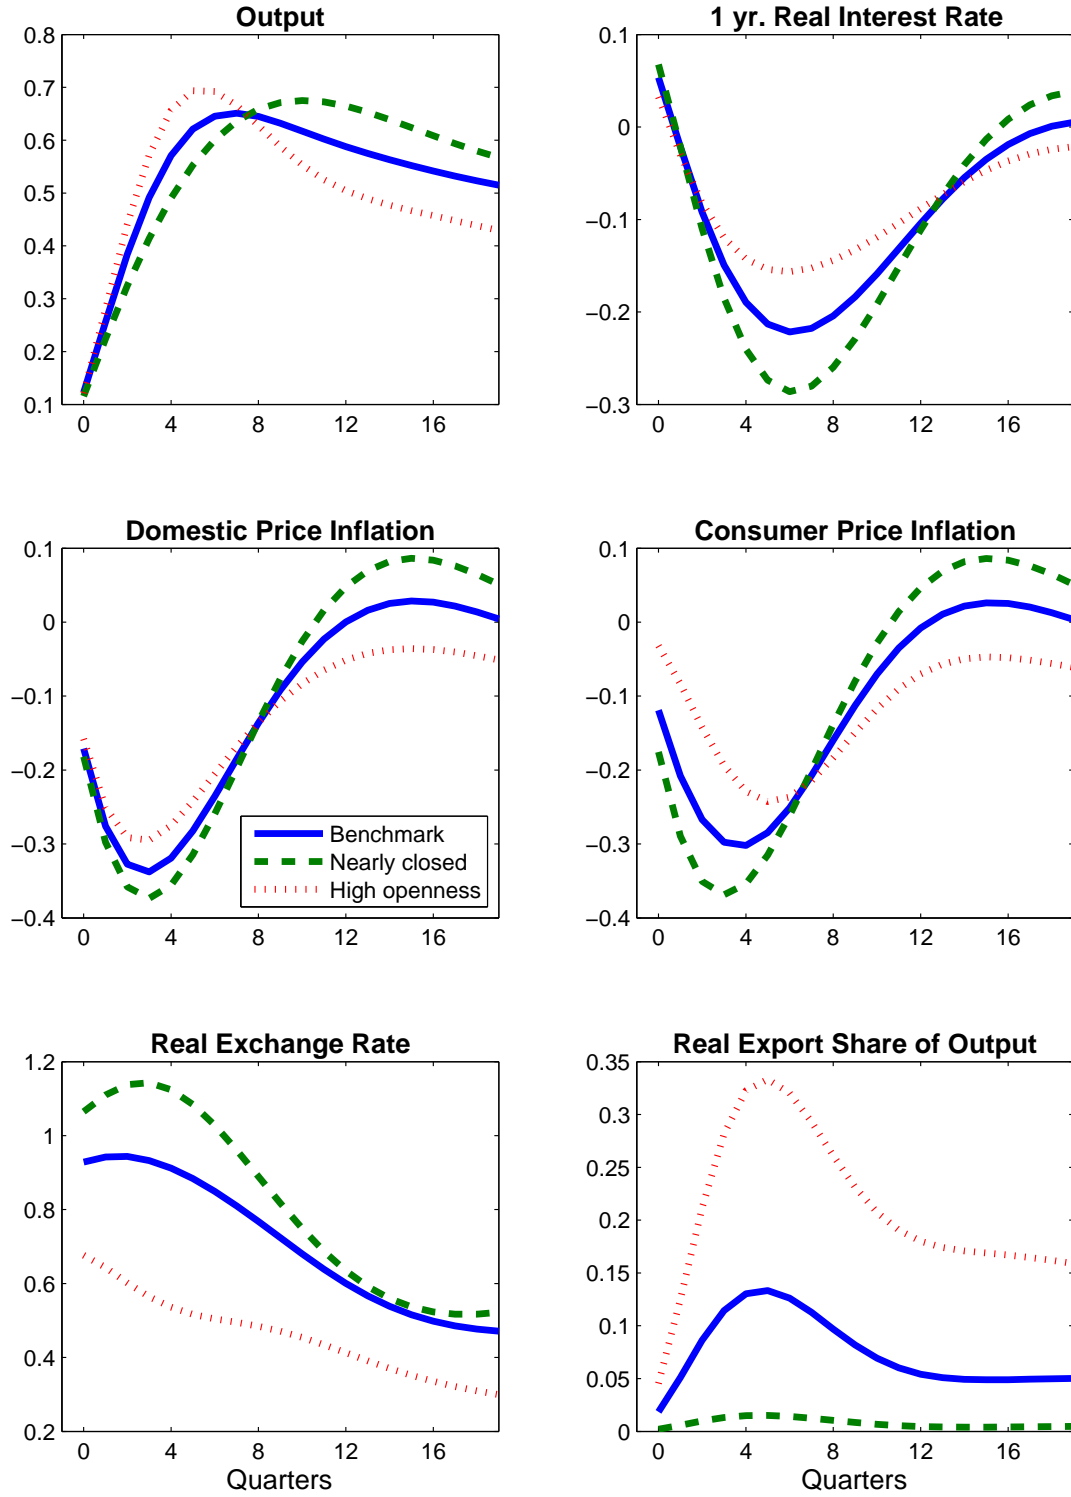 Output
0.8
0.7
0.6
0.5
0.4
0.3
0.2
0.1
0 4 8 12 16
1 yr. Real Interest Rate
0.1
0
−0.1
−0.2
−0.3
0 4 8 12 16
Domestic Price Inflation
0.1
0
−0.1
−0.2
−0.3
−0.4
0 4 8 12 16
Benchmark
Nearly closed
High openness
Consumer Price Inflation
0.1
0
−0.1
−0.2
−0.3
−0.4
0 4 8 12 16
Real Exchange Rate
1.2
1
0.8
0.6
0.4
0.2
0 4 8 12 16
Quarters
Real Export Share of Output
0.35
0.3
0.25
0.2
0.15
0.1
0.05
0
0 4 8 12 16
Quarters